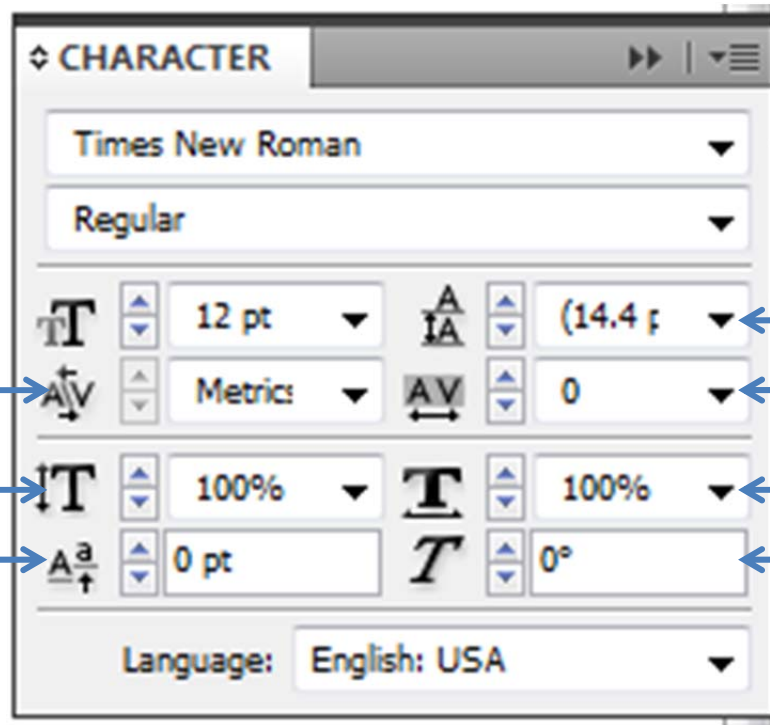 CHARACTER
Times New Roman
Regular
12 pt (14.4 p
Metrics 0
100% 100%
0 pt 0°
Language: English: USA